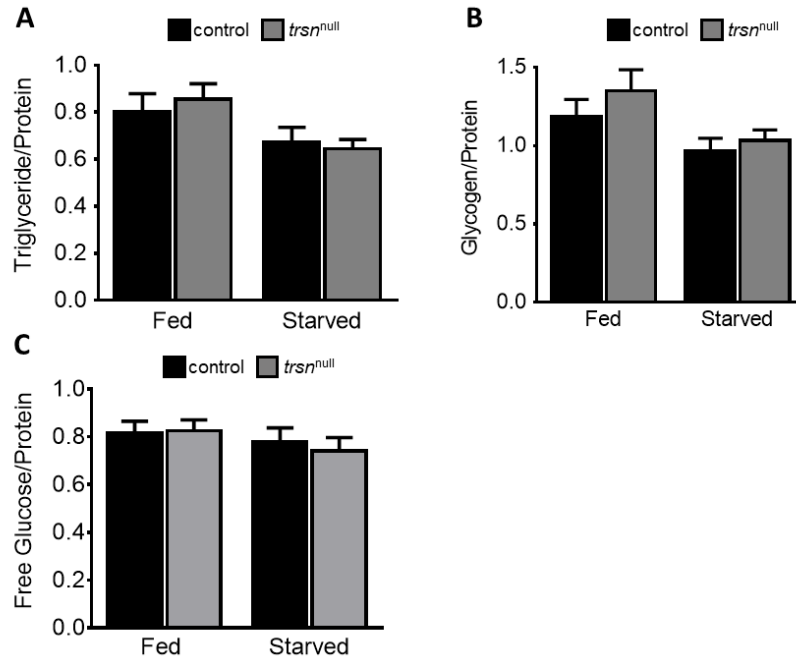 A
control trsnnull
Triglyceride/Protein
1.0
0.8
0.6
0.4
0.2
0.0
Fed Starved
B
control trsnnull
Glycogen/Protein
1.5
1.0
0.5
0.0
Fed Starved
C
control trsnnull
Free Glucose/Protein
1.0
0.8
0.6
0.4
0.2
0.0
Fed Starved